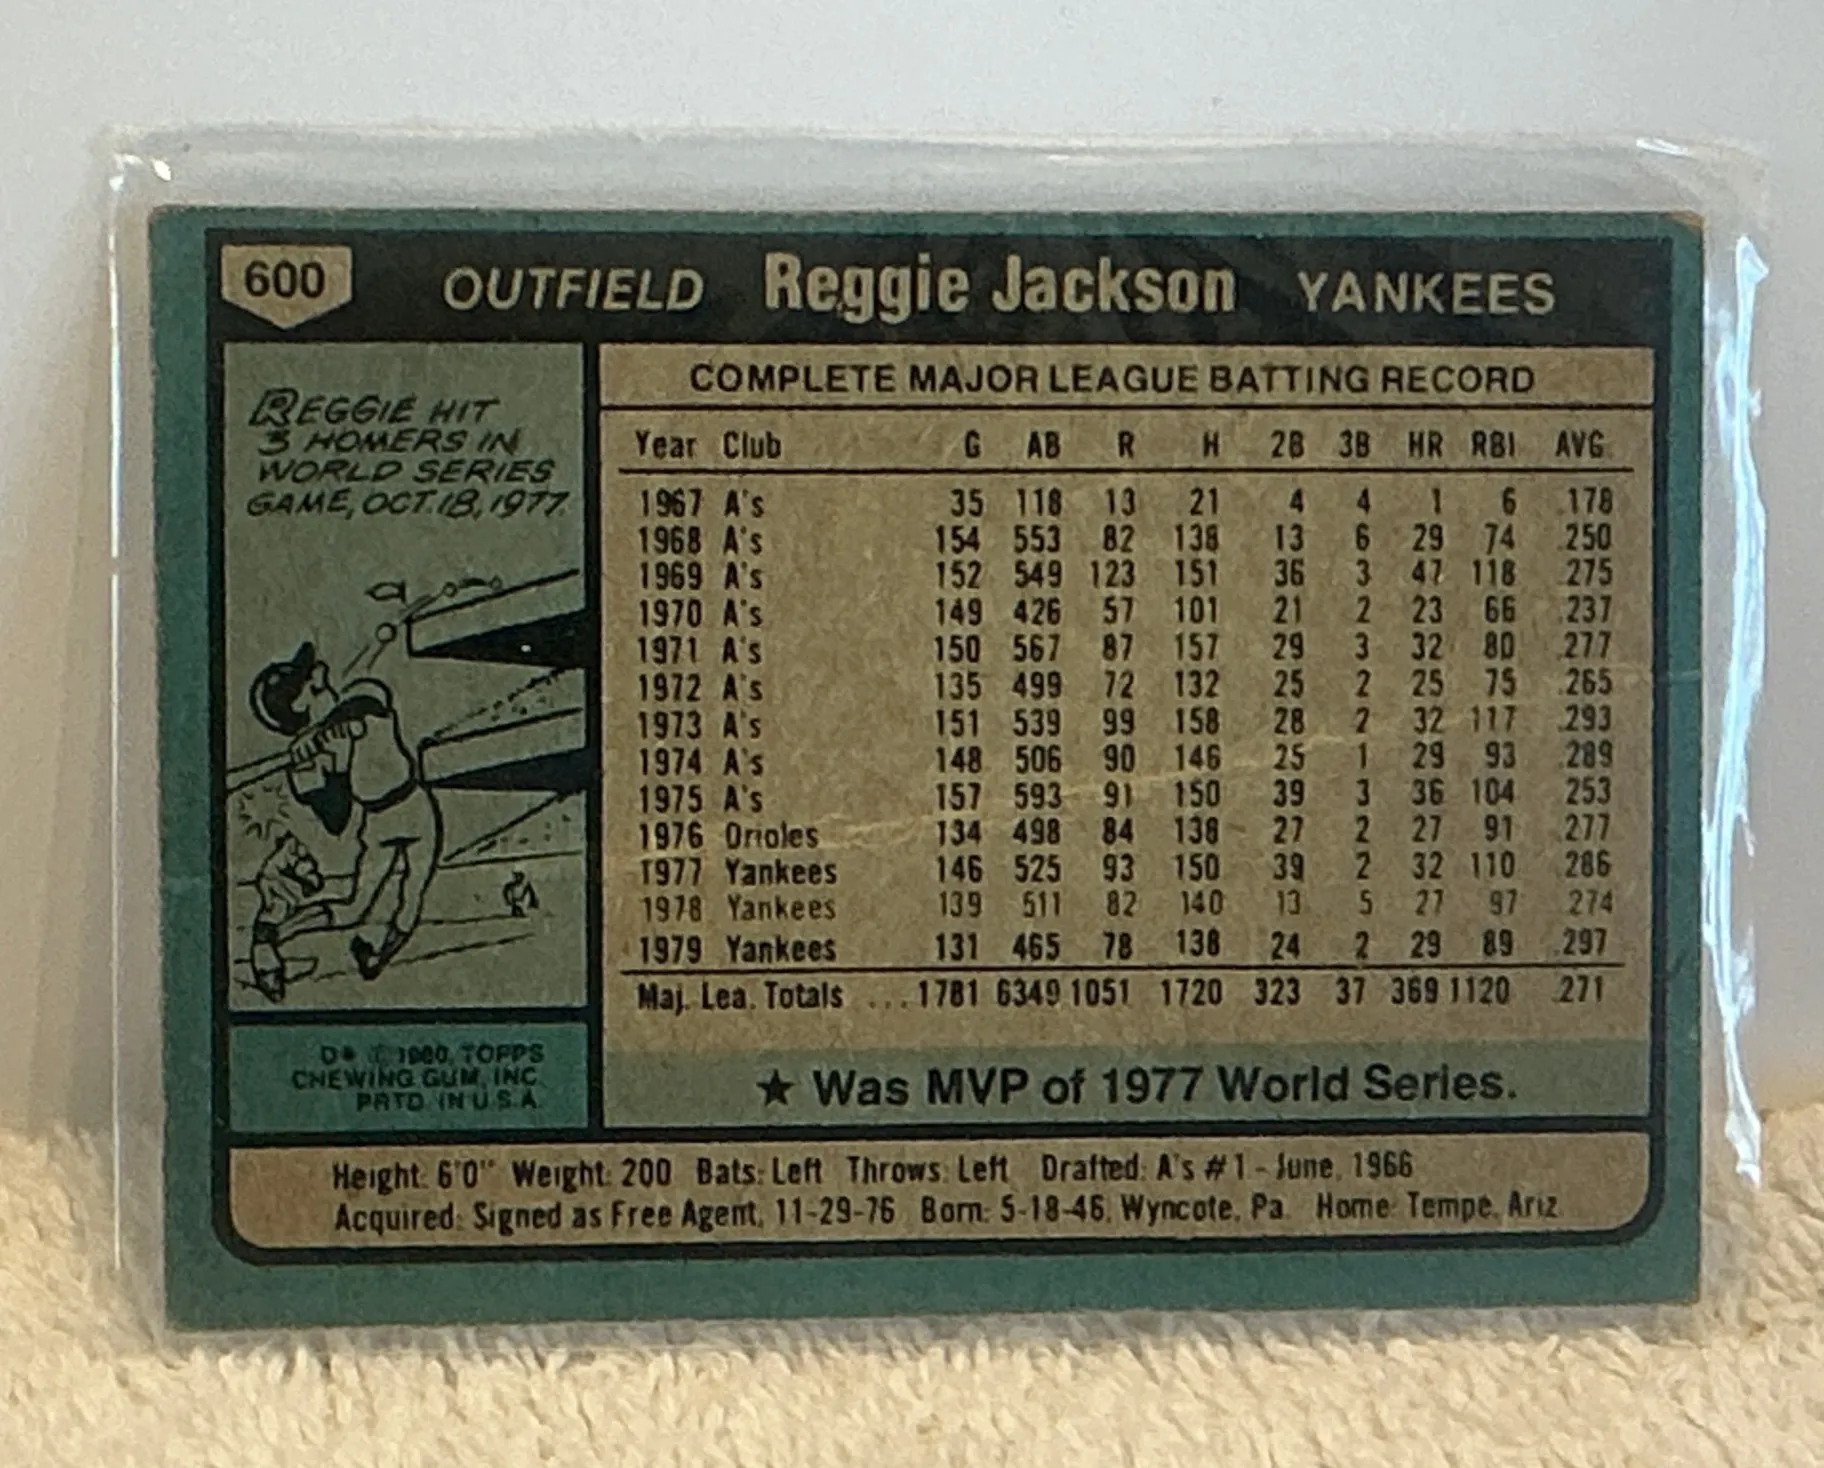 600 OUTFIELD Reggie Jackson YANKEES
REGGIE HIT
3 HOMERS IN
WORLD SERIES
GAME, OCT. 18, 1977.
COMPLETE MAJOR LEAGUE BATTING RECORD
Year Club G AB R H 2B 3B HR RBI AVG.
1967 A's 35 118 13 21 4 4 1 6 .178
1968 A's 154 553 82 138 13 6 29 74 .250
1969 A's 152 549 123 151 36 3 47 118 .275
1970 A's 149 426 57 101 21 2 23 66 .237
1971 A's 150 567 87 157 29 3 32 80 .277
1972 A's 135 499 72 132 25 2 25 75 .265
1973 A's 151 539 99 158 28 2 32 117 .293
1974 A's 148 506 90 146 25 1 29 93 .289
1975 A's 157 593 91 150 39 3 36 104 .253
1976 Orioles 134 498 84 138 27 2 27 91 .277
1977 Yankees 146 525 93 150 39 2 32 110 .286
1978 Yankees 139 511 82 140 13 5 27 97 .274
1979 Yankees 131 465 78 138 24 2 29 89 .297
Maj. Lea. Totals ... 1781 6349 1051 1720 323 37 369 1120 .271
★ Was MVP of 1977 World Series.
D* © 1980, TOPPS
CHEWING GUM, INC.
PRTD. IN U.S.A.
Height: 6'0" Weight: 200 Bats: Left Throws: Left Drafted: A's #1 - June, 1966
Acquired: Signed as Free Agent, 11-29-76 Born: 5-18-46, Wyncote, Pa. Home: Tempe, Ariz.